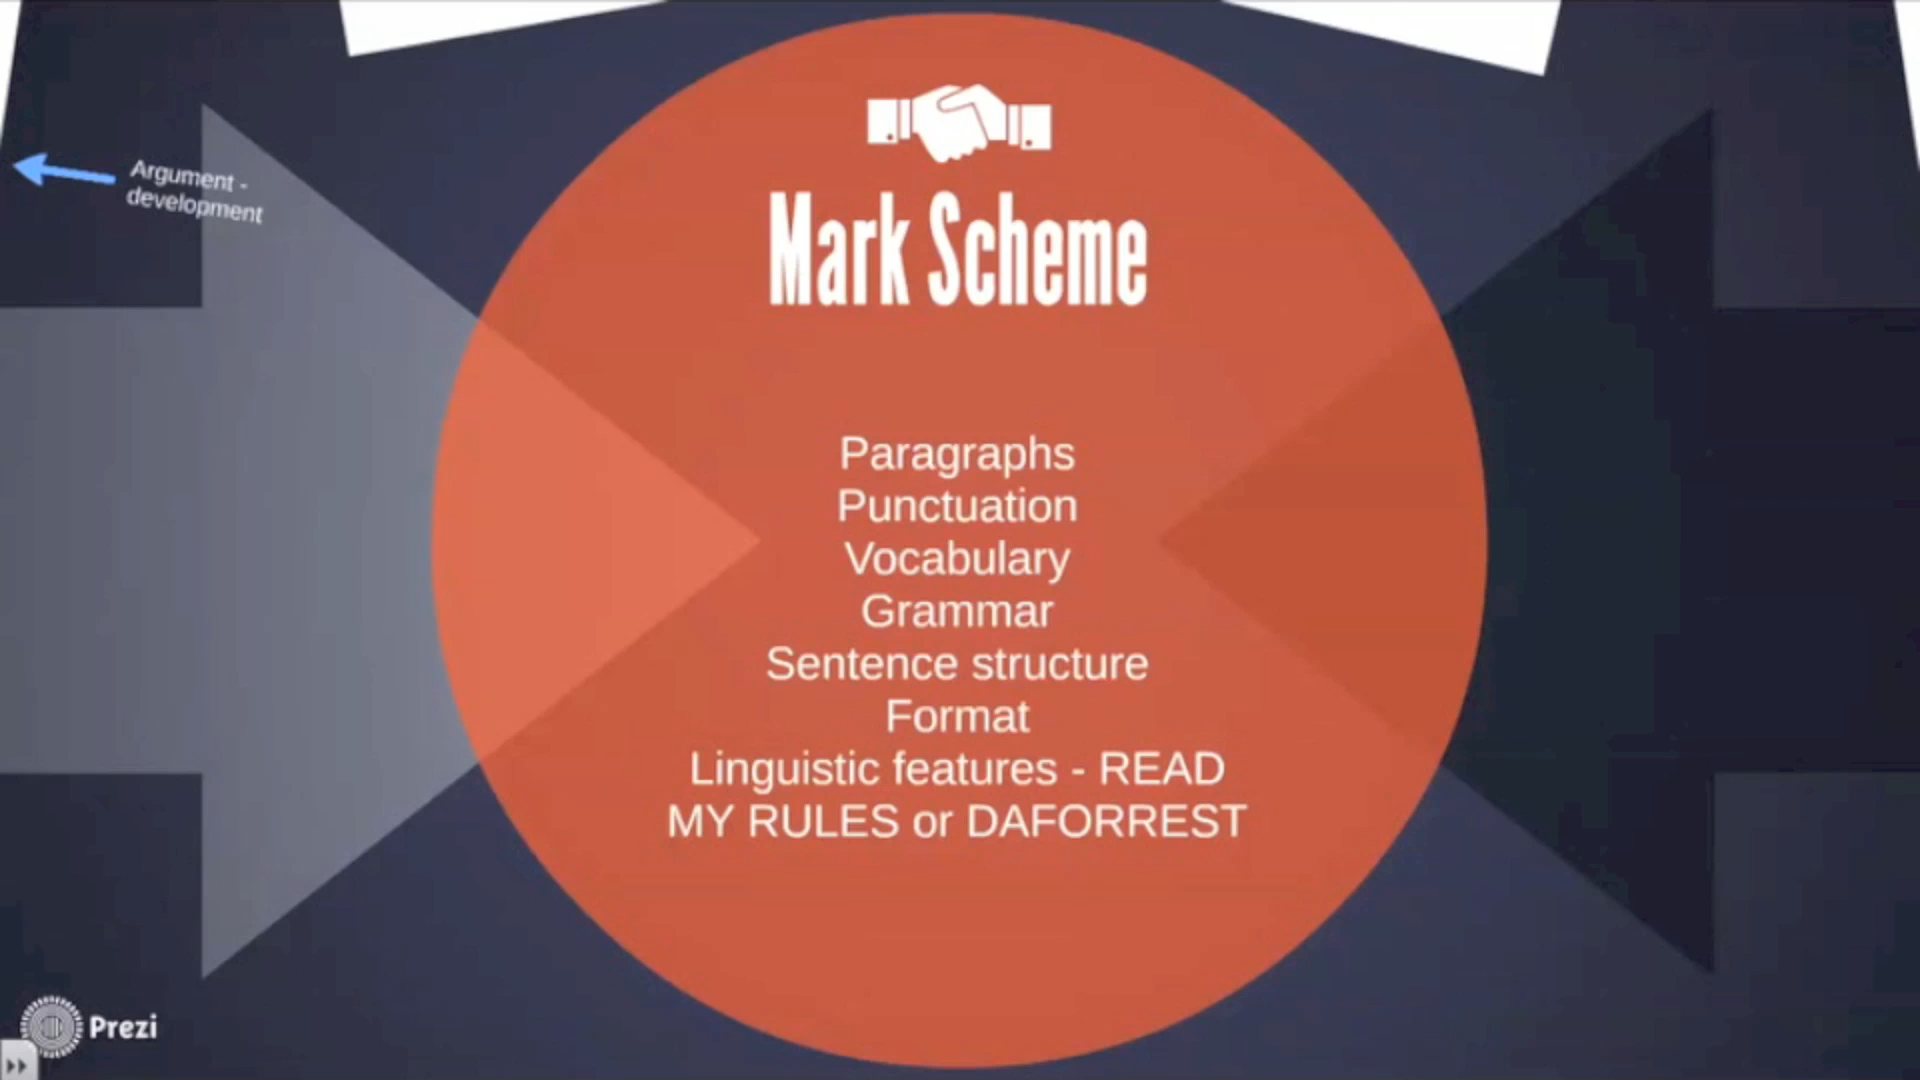 Argument -
development
Mark Scheme
Paragraphs
Punctuation
Vocabulary
Grammar
Sentence structure
Format
Linguistic features - READ
MY RULES or DAFORREST
Prezi